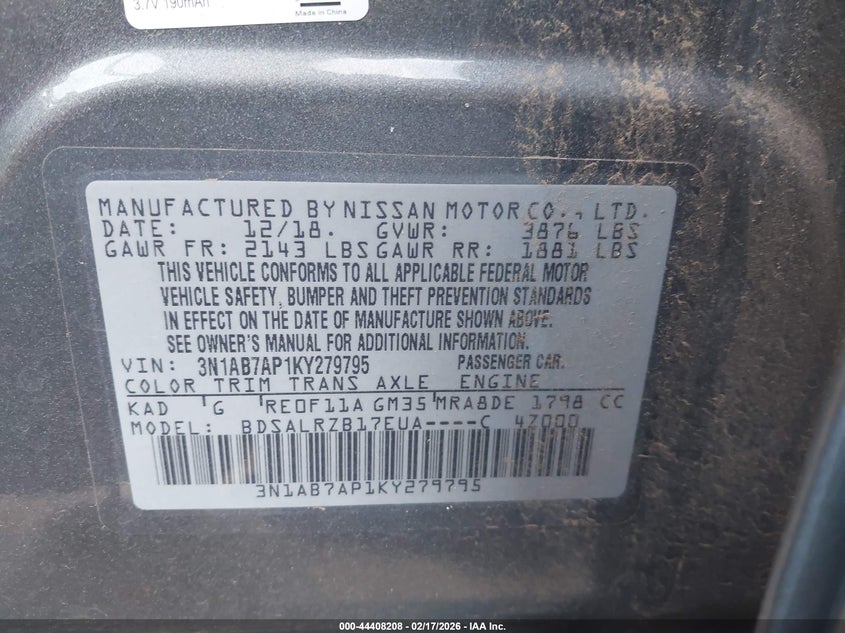 3.7V 190mAh
Made in China
MANUFACTURED BY NISSAN MOTOR CO., LTD.
DATE: 12/18. GVWR: 3876 LBS
GAWR FR: 2143 LBS GAWR RR: 1881 LBS
THIS VEHICLE CONFORMS TO ALL APPLICABLE FEDERAL MOTOR
VEHICLE SAFETY, BUMPER AND THEFT PREVENTION STANDARDS
IN EFFECT ON THE DATE OF MANUFACTURE SHOWN ABOVE.
SEE OWNER'S MANUAL FOR ADDITIONAL INFORMATION.
VIN: 3N1AB7AP1KY279795 PASSENGER CAR.
COLOR TRIM TRANS AXLE ENGINE
KAD G RE0F11A GM35 MRA8DE 1798 CC
MODEL: BDSALRZB17EUA----C 47000
3N1AB7AP1KY279795
000-44408208 - 02/17/2026 - IAA Inc.